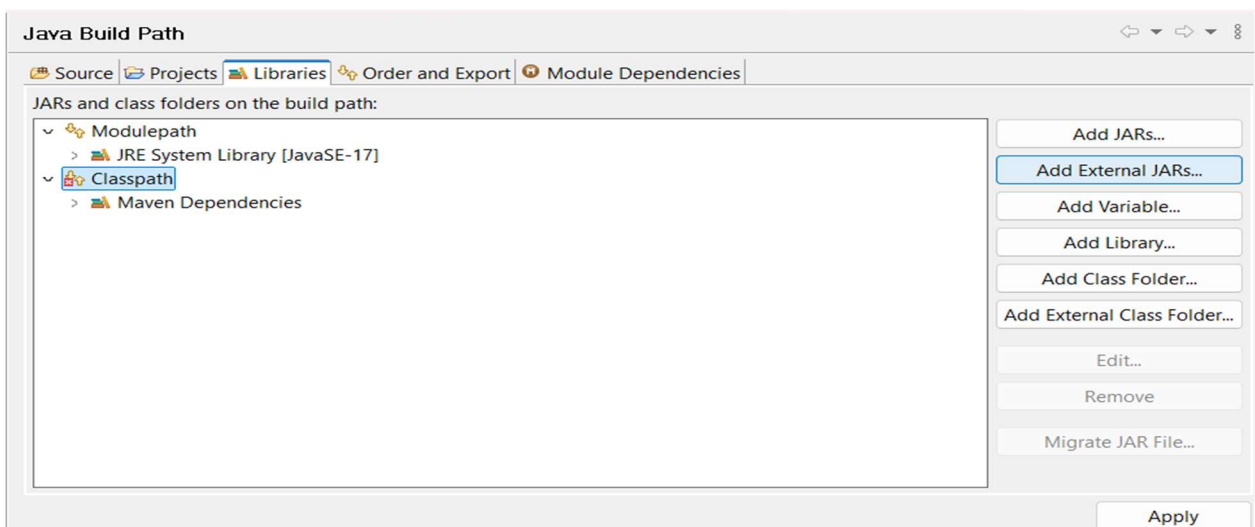 Java Build Path
Source Projects Libraries Order and Export Module Dependencies
JARs and class folders on the build path:
Modulepath
JRE System Library [JavaSE-17]
Classpath
Maven Dependencies
Add JARs...
Add External JARs...
Add Variable...
Add Library...
Add Class Folder...
Add External Class Folder...
Edit...
Remove
Migrate JAR File...
Apply